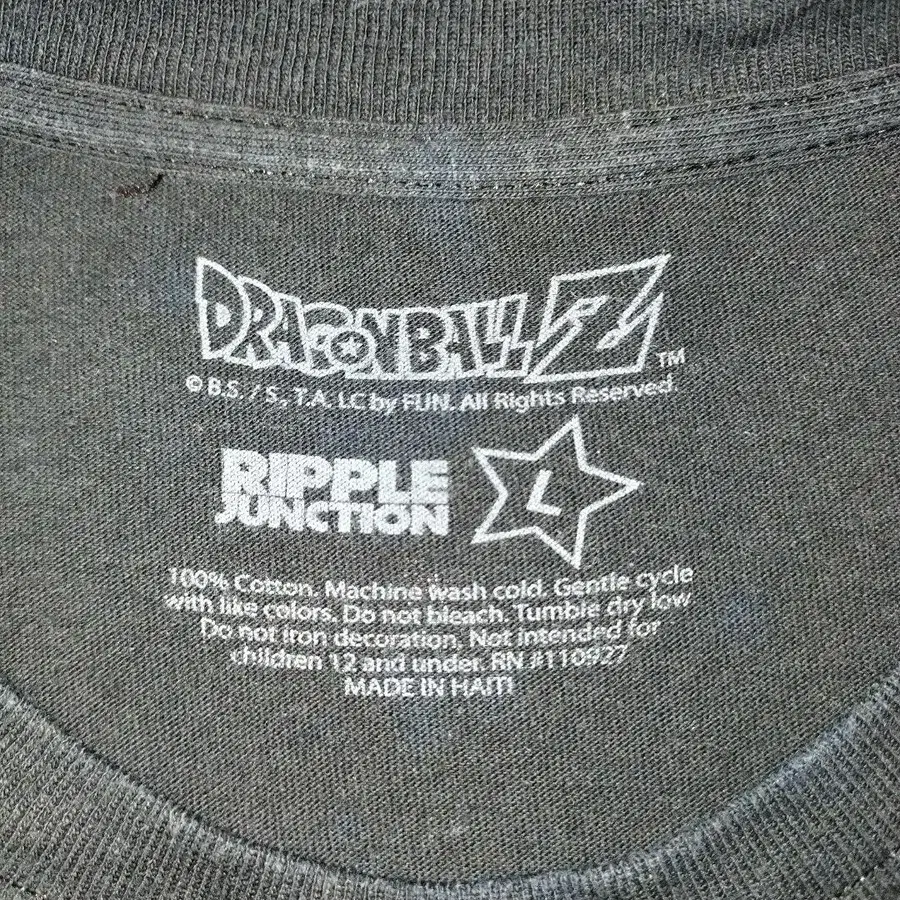 DRAGONBALL Z TM
© B.S. / S., T.A. LC by FUN. All Rights Reserved.
RIPPLE
JUNCTION
L
100% Cotton. Machine wash cold. Gentle cycle
with like colors. Do not bleach. Tumble dry low
Do not iron decoration. Not intended for
children 12 and under. RN #110927
MADE IN HAITI